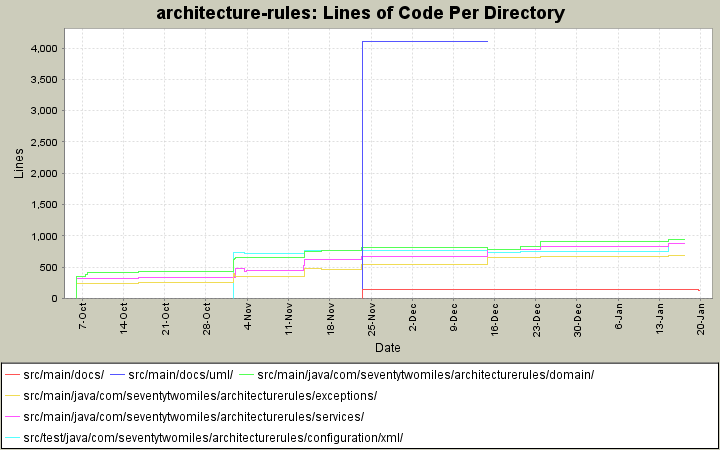 architecture-rules: Lines of Code Per Directory
Lines
4,000
3,500
3,000
2,500
2,000
1,500
1,000
500
0
7-Oct 14-Oct 21-Oct 28-Oct 4-Nov 11-Nov 18-Nov 25-Nov 2-Dec 9-Dec 16-Dec 23-Dec 30-Dec 6-Jan 13-Jan 20-Jan
Date
src/main/docs/ src/main/docs/uml/ src/main/java/com/seventytwomiles/architecturerules/domain/
src/main/java/com/seventytwomiles/architecturerules/exceptions/
src/main/java/com/seventytwomiles/architecturerules/services/
src/test/java/com/seventytwomiles/architecturerules/configuration/xml/